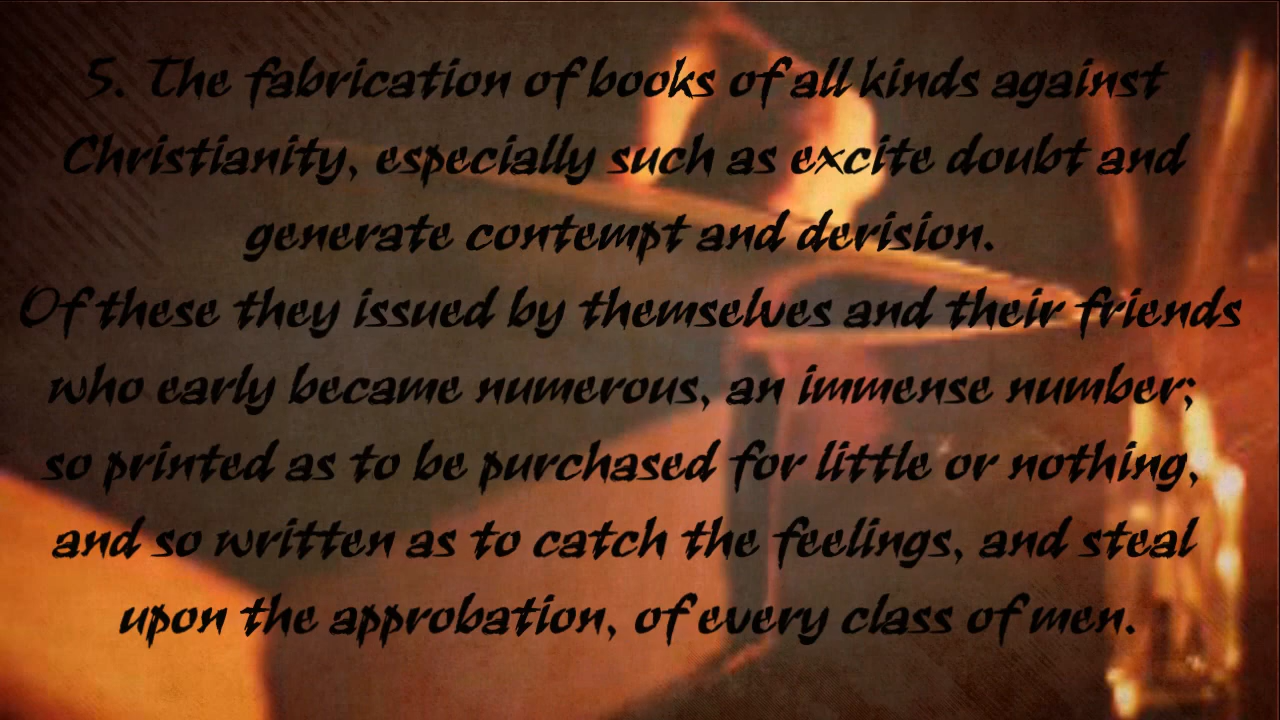 5. The fabrication of books of all kinds against
Christianity, especially such as excite doubt and
generate contempt and derision.
Of these they issued by themselves and their friends
who early became numerous, an immense number;
so printed as to be purchased for little or nothing,
and so written as to catch the feelings, and steal
upon the approbation, of every class of men.